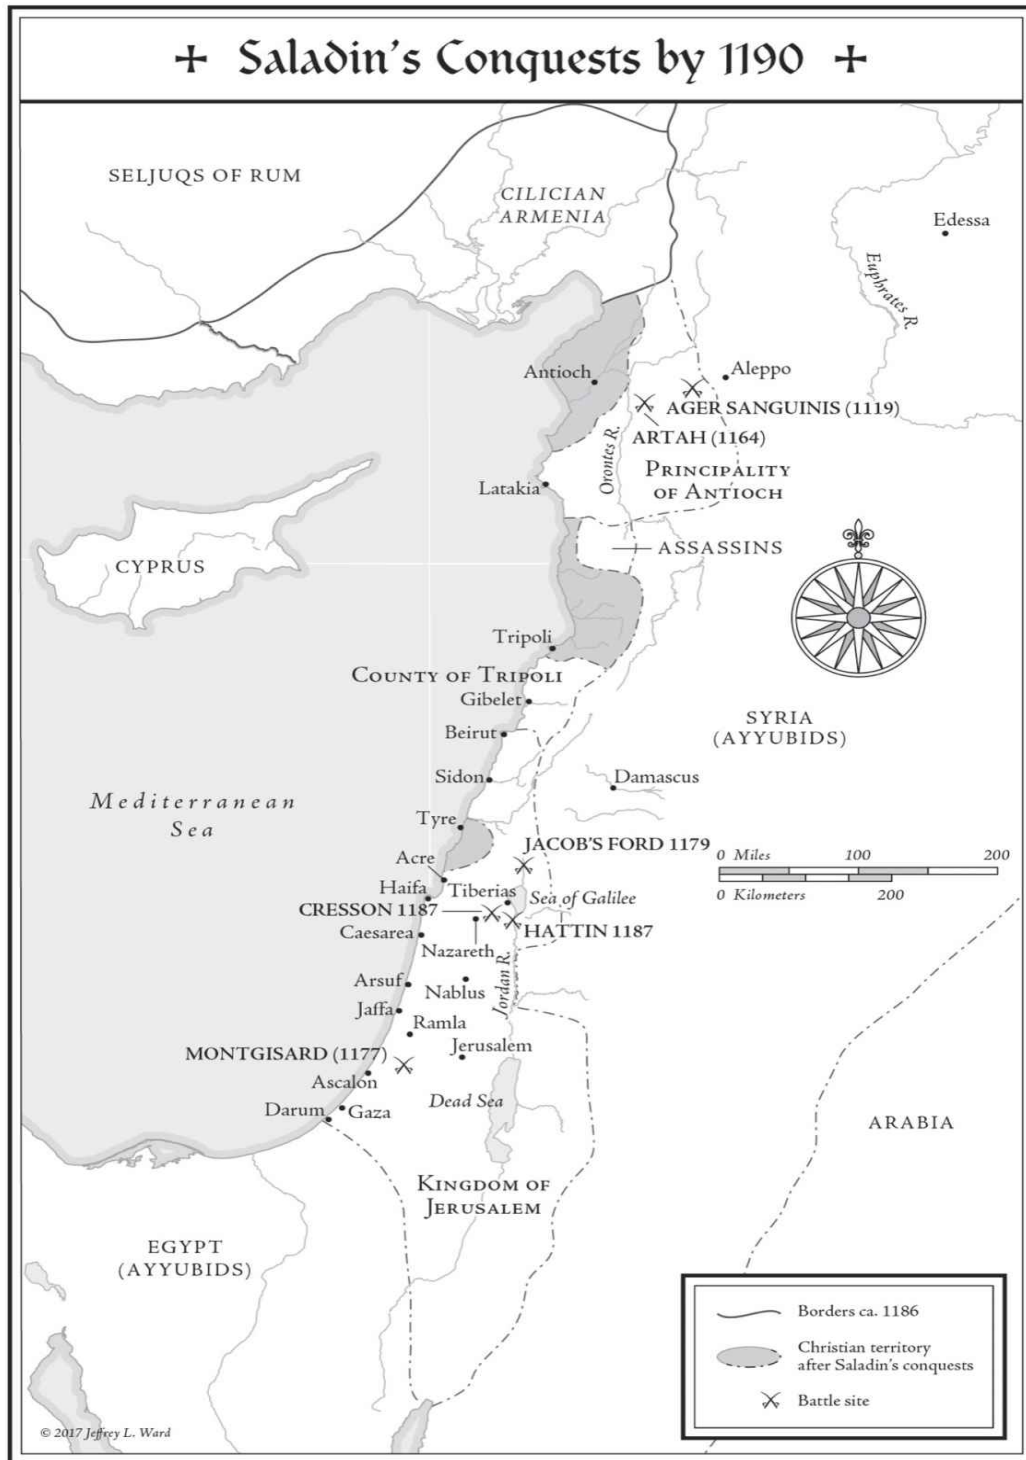 Saladin's Conquests by 1190
SELJUQS OF RUM
CILICIAN
ARMENIA
Edessa
Euphrates R.
Antioch
Aleppo
AGER SANGUINIS (1119)
ARTAH (1164)
Orontes R.
PRINCIPALITY
OF ANTIOCH
Latakia
ASSASSINS
CYPRUS
Tripoli
COUNTY OF TRIPOLI
Gibelet
SYRIA
(AYYUBIDS)
Beirut
Sidon
Damascus
Mediterranean
Sea
Tyre
JACOB'S FORD 1179
0 Miles 100 200
0 Kilometers 200
Acre
Haifa
Tiberias
Sea of Galilee
CRESSON 1187
HATTIN 1187
Caesarea
Nazareth
Jordan R.
Arsuf
Nablus
Jaffa
Ramla
Jerusalem
MONTGISARD (1177)
Ascalon
Dead Sea
Darum
Gaza
ARABIA
KINGDOM OF
JERUSALEM
EGYPT
(AYYUBIDS)
Borders ca. 1186
Christian territory
after Saladin's conquests
Battle site
© 2017 Jeffrey L. Ward